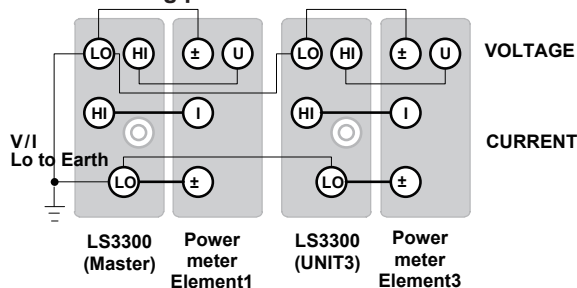 LO HI ± U LO HI ± U VOLTAGE
HI I HI I
V/I
Lo to Earth
CURRENT
LO ± LO ±
LS3300
(Master)
Power
meter
Element1
LS3300
(UNIT3)
Power
meter
Element3